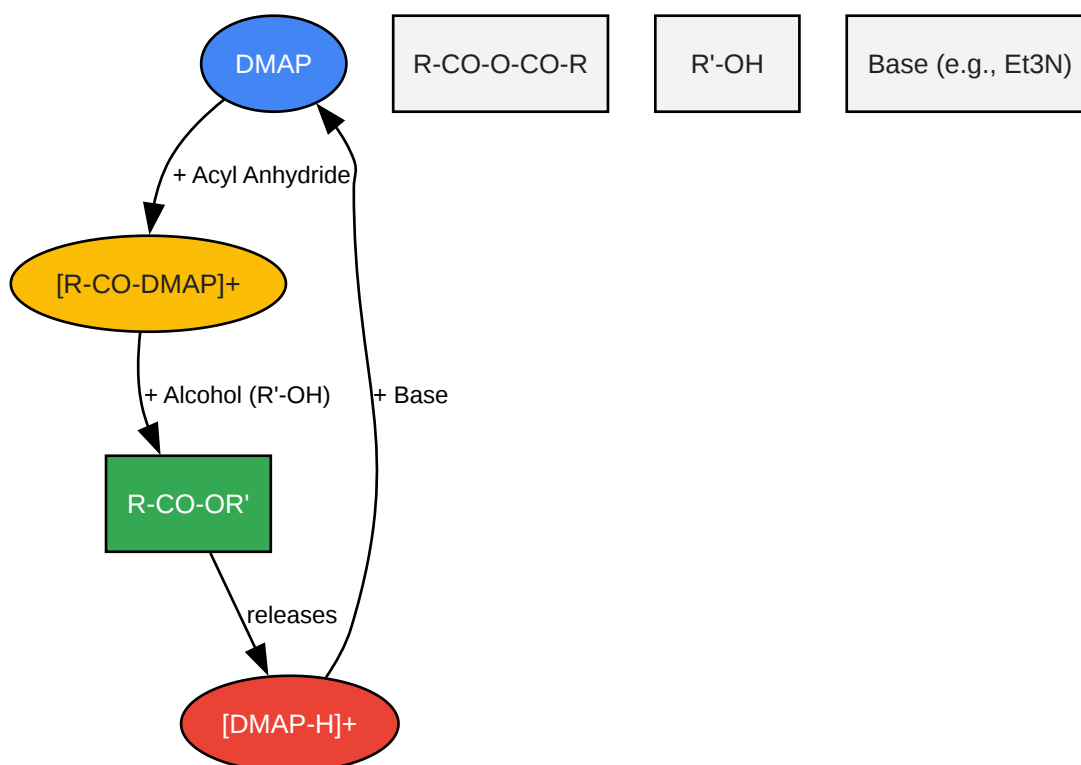 DMAP
R-CO-O-CO-R
R'-OH
Base (e.g., Et3N)
+ Acyl Anhydride
[R-CO-DMAP]+
+ Alcohol (R'-OH)
+ Base
R-CO-OR'
releases
[DMAP-H]+